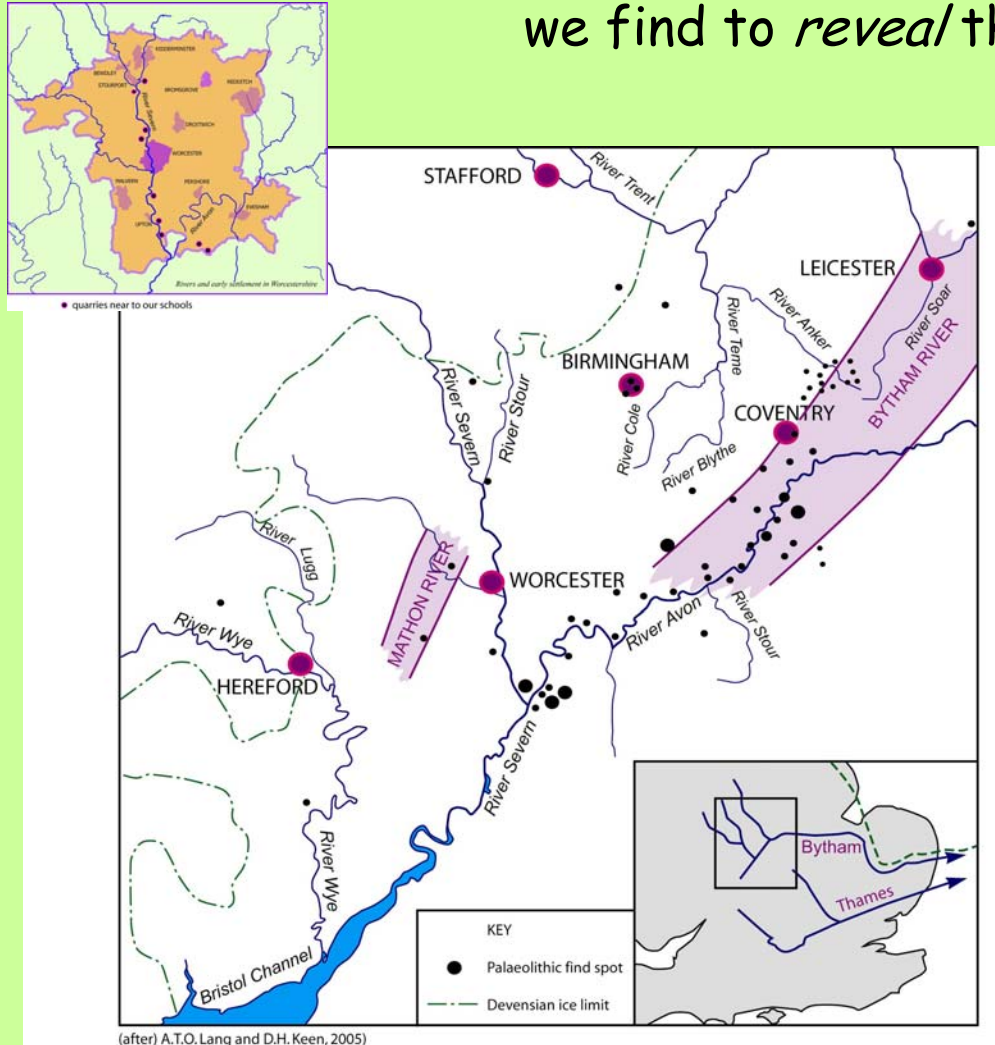 we find to reveal th
KIDDERMINSTER
BEWDLEY
STOURPORT
BROMSGROVE
REDDITCH
River Severn
DROITWICH
WORCESTER
MALVERN
PERSHORE
EVESHAM
River Avon
UPTON
Rivers and early settlement in Worcestershire
quarries near to our schools
STAFFORD
River Trent
LEICESTER
River Soar
River Anker
River Teme
BYTHAM RIVER
BIRMINGHAM
River Severn
River Stour
River Cole
COVENTRY
River Blythe
River Lugg
MATHON RIVER
WORCESTER
River Avon
River Stour
River Wye
HEREFORD
River Severn
River Wye
Bristol Channel
KEY
Palaeolithic find spot
Devensian ice limit
Bytham
Thames
(after) A.T.O. Lang and D.H. Keen, 2005)